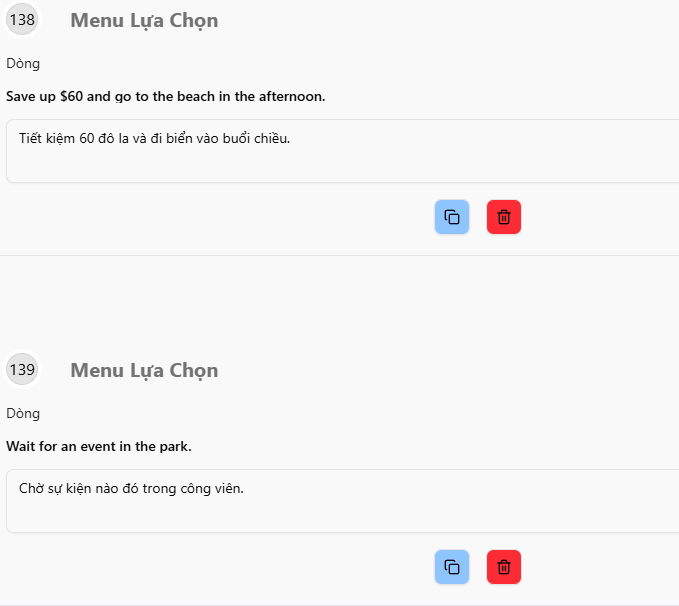 138
Menu Lựa Chọn
Dòng
Save up $60 and go to the beach in the afternoon.
Tiết kiệm 60 đô la và đi biển vào buổi chiều.
139
Menu Lựa Chọn
Dòng
Wait for an event in the park.
Chờ sự kiện nào đó trong công viên.